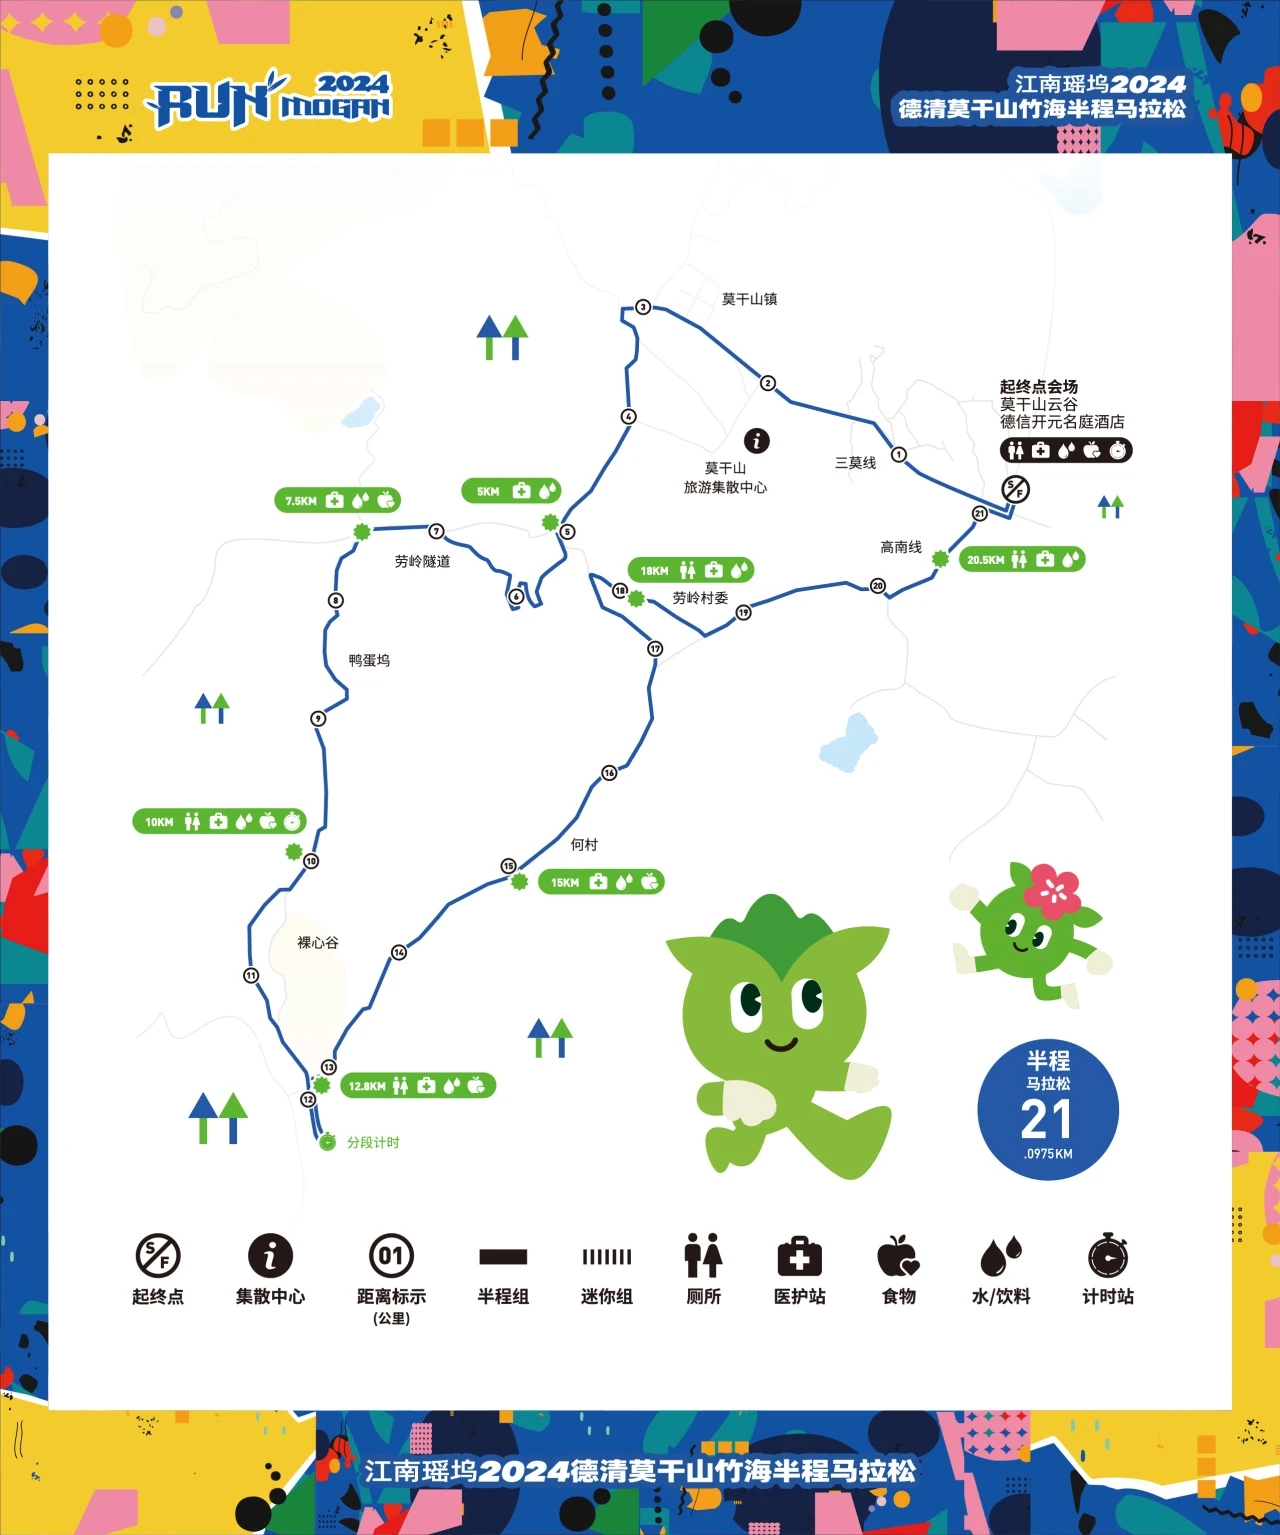 RUN 2024
MOGAN
江南瑶坞2024
德清莫干山竹海半程马拉松
3
莫干山镇
2
起终点会场
莫干山云谷
德信开元名庭酒店
4
i
莫干山
旅游集散中心
三莫线
1
S/F
21
7.5KM
5KM
7
5
劳岭隧道
高南线
20.5KM
18KM
18
劳岭村委
20
6
8
19
17
鸭蛋坞
9
16
10KM
10
何村
15
15KM
裸心谷
14
11
13
12.8KM
12
分段计时
半程
马拉松
21
.0975KM
S/F
i
01
起终点
集散中心
距离标示
(公里)
半程组
迷你组
厕所
医护站
食物
水/饮料
计时站
江南瑶坞2024德清莫干山竹海半程马拉松